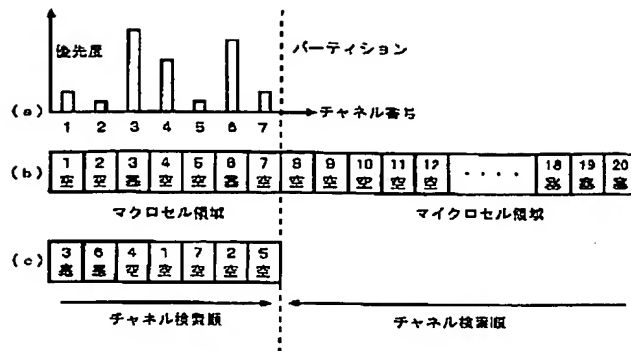 優先度
パーティション
(a)
チャネル番号
1 2 3 4 5 6 7
(b)
1 2 3 4 5 6 7 8 9 10 11 12 ・・・・ 18 19 20
空 空 塞 空 空 塞 空 空 空 空 空 空 塞 塞 塞
マクロセル領域
マイクロセル領域
(c)
3 6 4 1 7 2 5
塞 塞 空 空 空 空 空
チャネル検索順
チャネル検索順